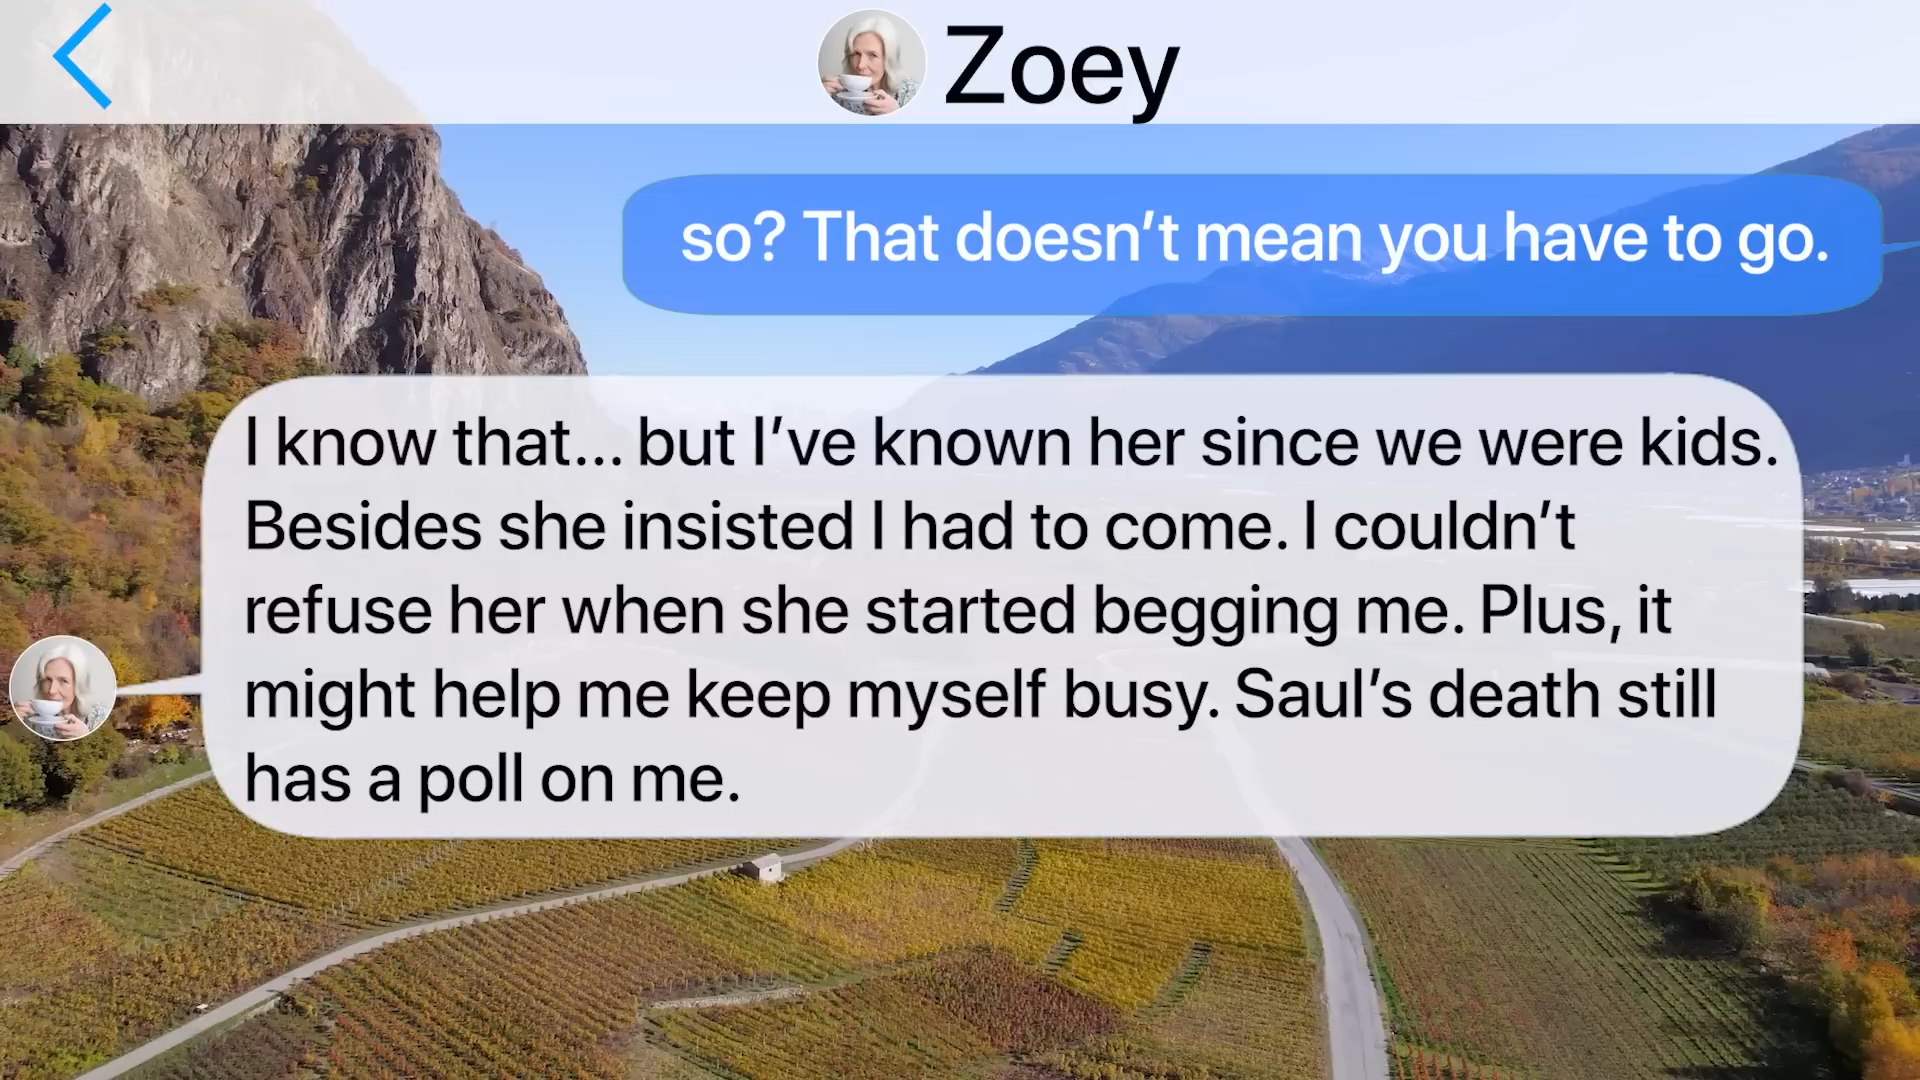 Zoey
so? That doesn’t mean you have to go.
I know that... but I’ve known her since we were kids.
Besides she insisted I had to come. I couldn’t
refuse her when she started begging me. Plus, it
might help me keep myself busy. Saul’s death still
has a poll on me.